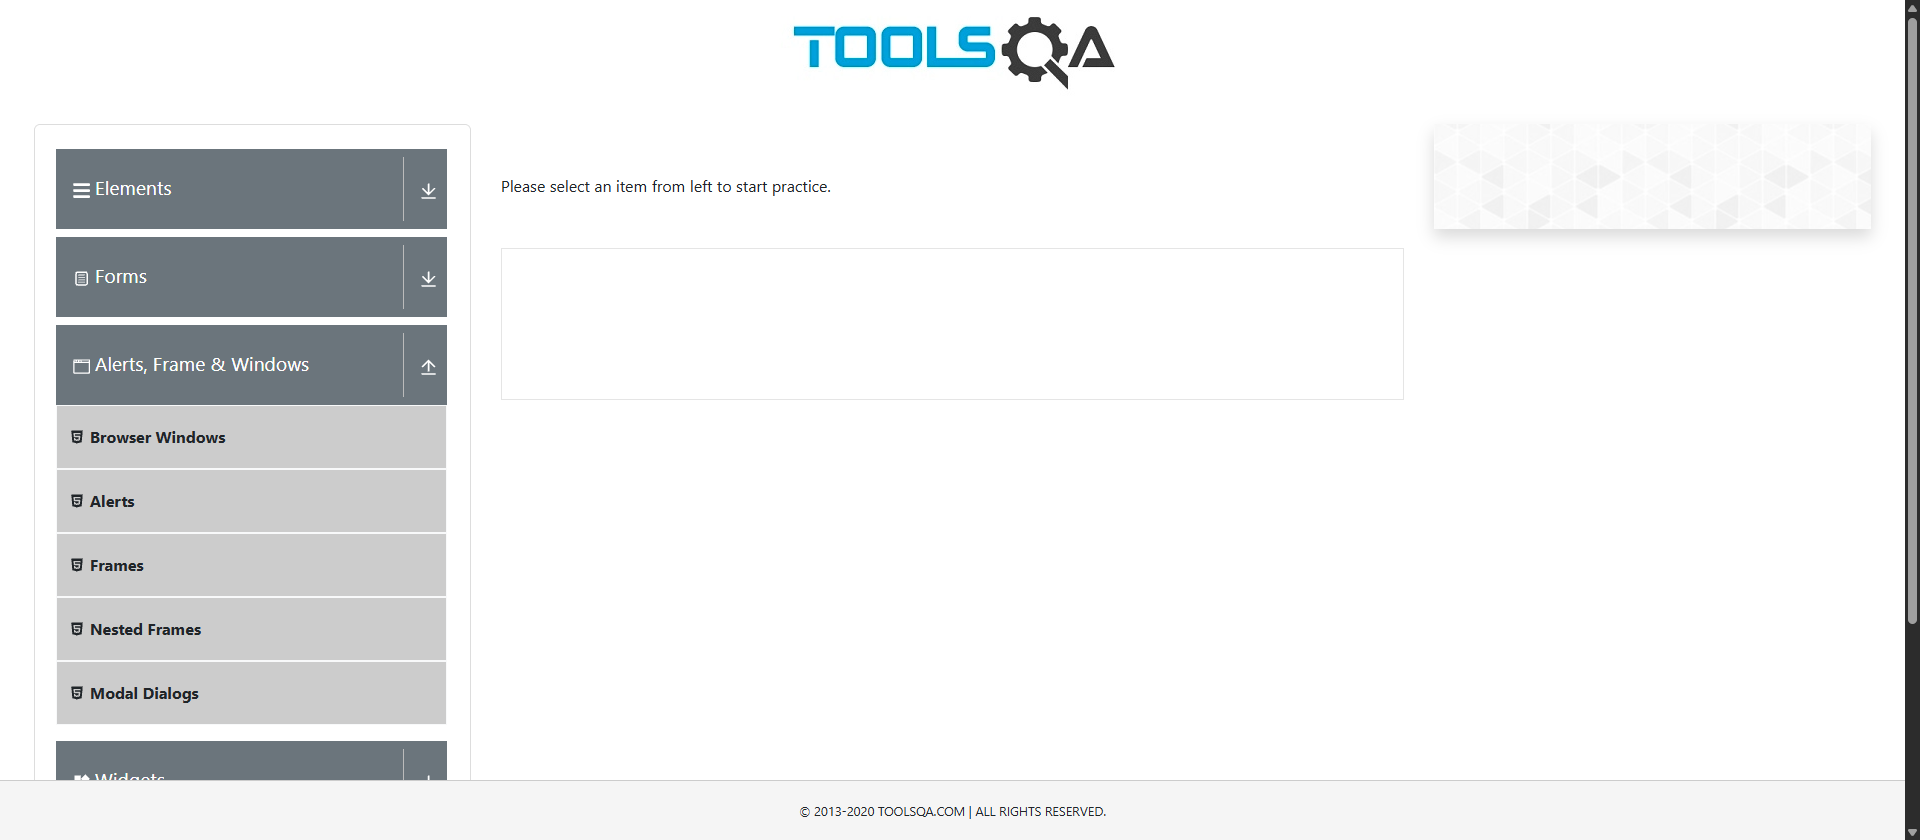 TOOLSQA
Elements
Forms
Alerts, Frame & Windows
Browser Windows
Alerts
Frames
Nested Frames
Modal Dialogs
Widgets
Please select an item from left to start practice.
© 2013-2020 TOOLSQA.COM | ALL RIGHTS RESERVED.